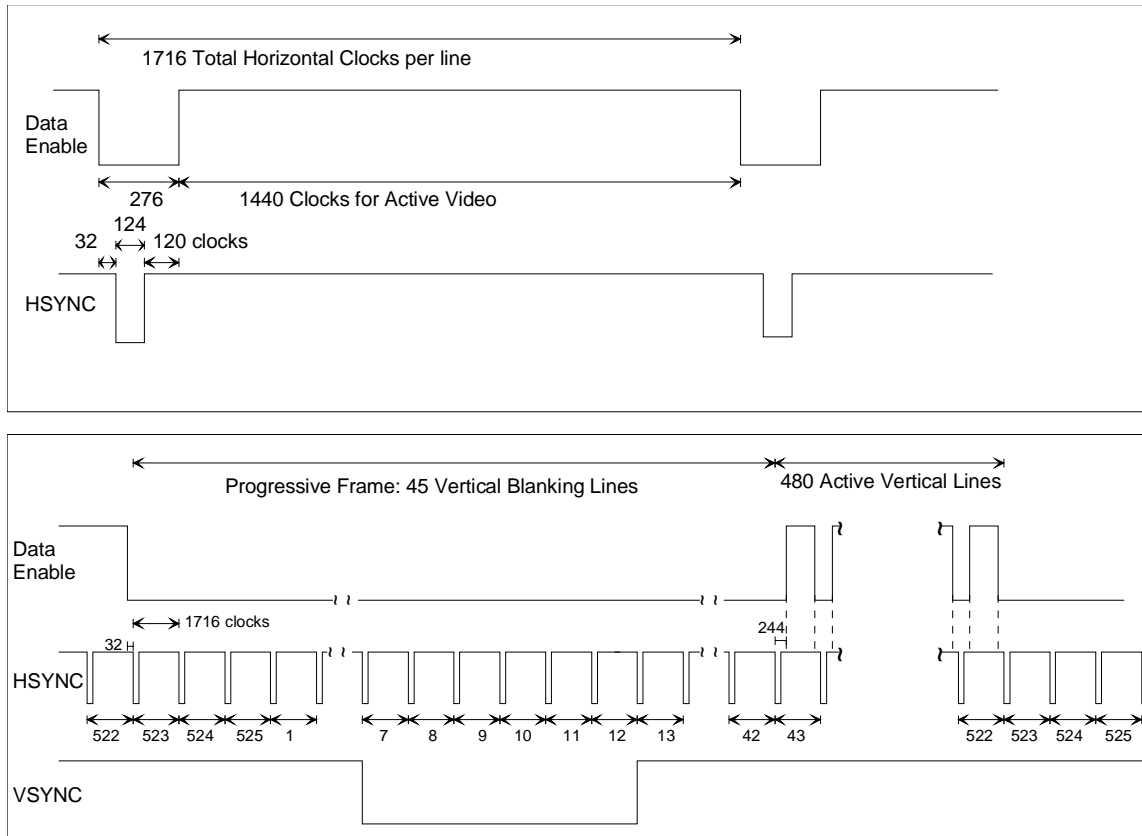 1716 Total Horizontal Clocks per line
Data
Enable
276
1440 Clocks for Active Video
124
32
120 clocks
HSYNC
Progressive Frame: 45 Vertical Blanking Lines
480 Active Vertical Lines
Data
Enable
1716 clocks
32
244
HSYNC
522 523 524 525 1 7 8 9 10 11 12 13 42 43 522 523 524 525
VSYNC